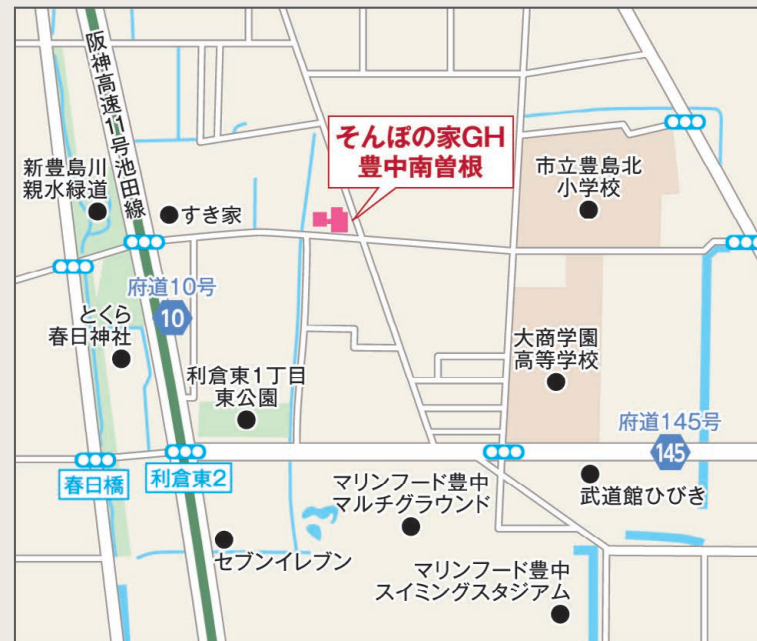 阪神高速11号池田線
そんぽの家GH
豊中南曽根
新豊島川
親水緑道
すき家
市立豊島北
小学校
府道10号
10
とくら
春日神社
利倉東1丁目
東公園
大商学園
高等学校
府道145号
145
春日橋
利倉東2
マリンフード豊中
マルチグラウンド
武道館ひびき
セブンイレブン
マリンフード豊中
スイミングスタジアム